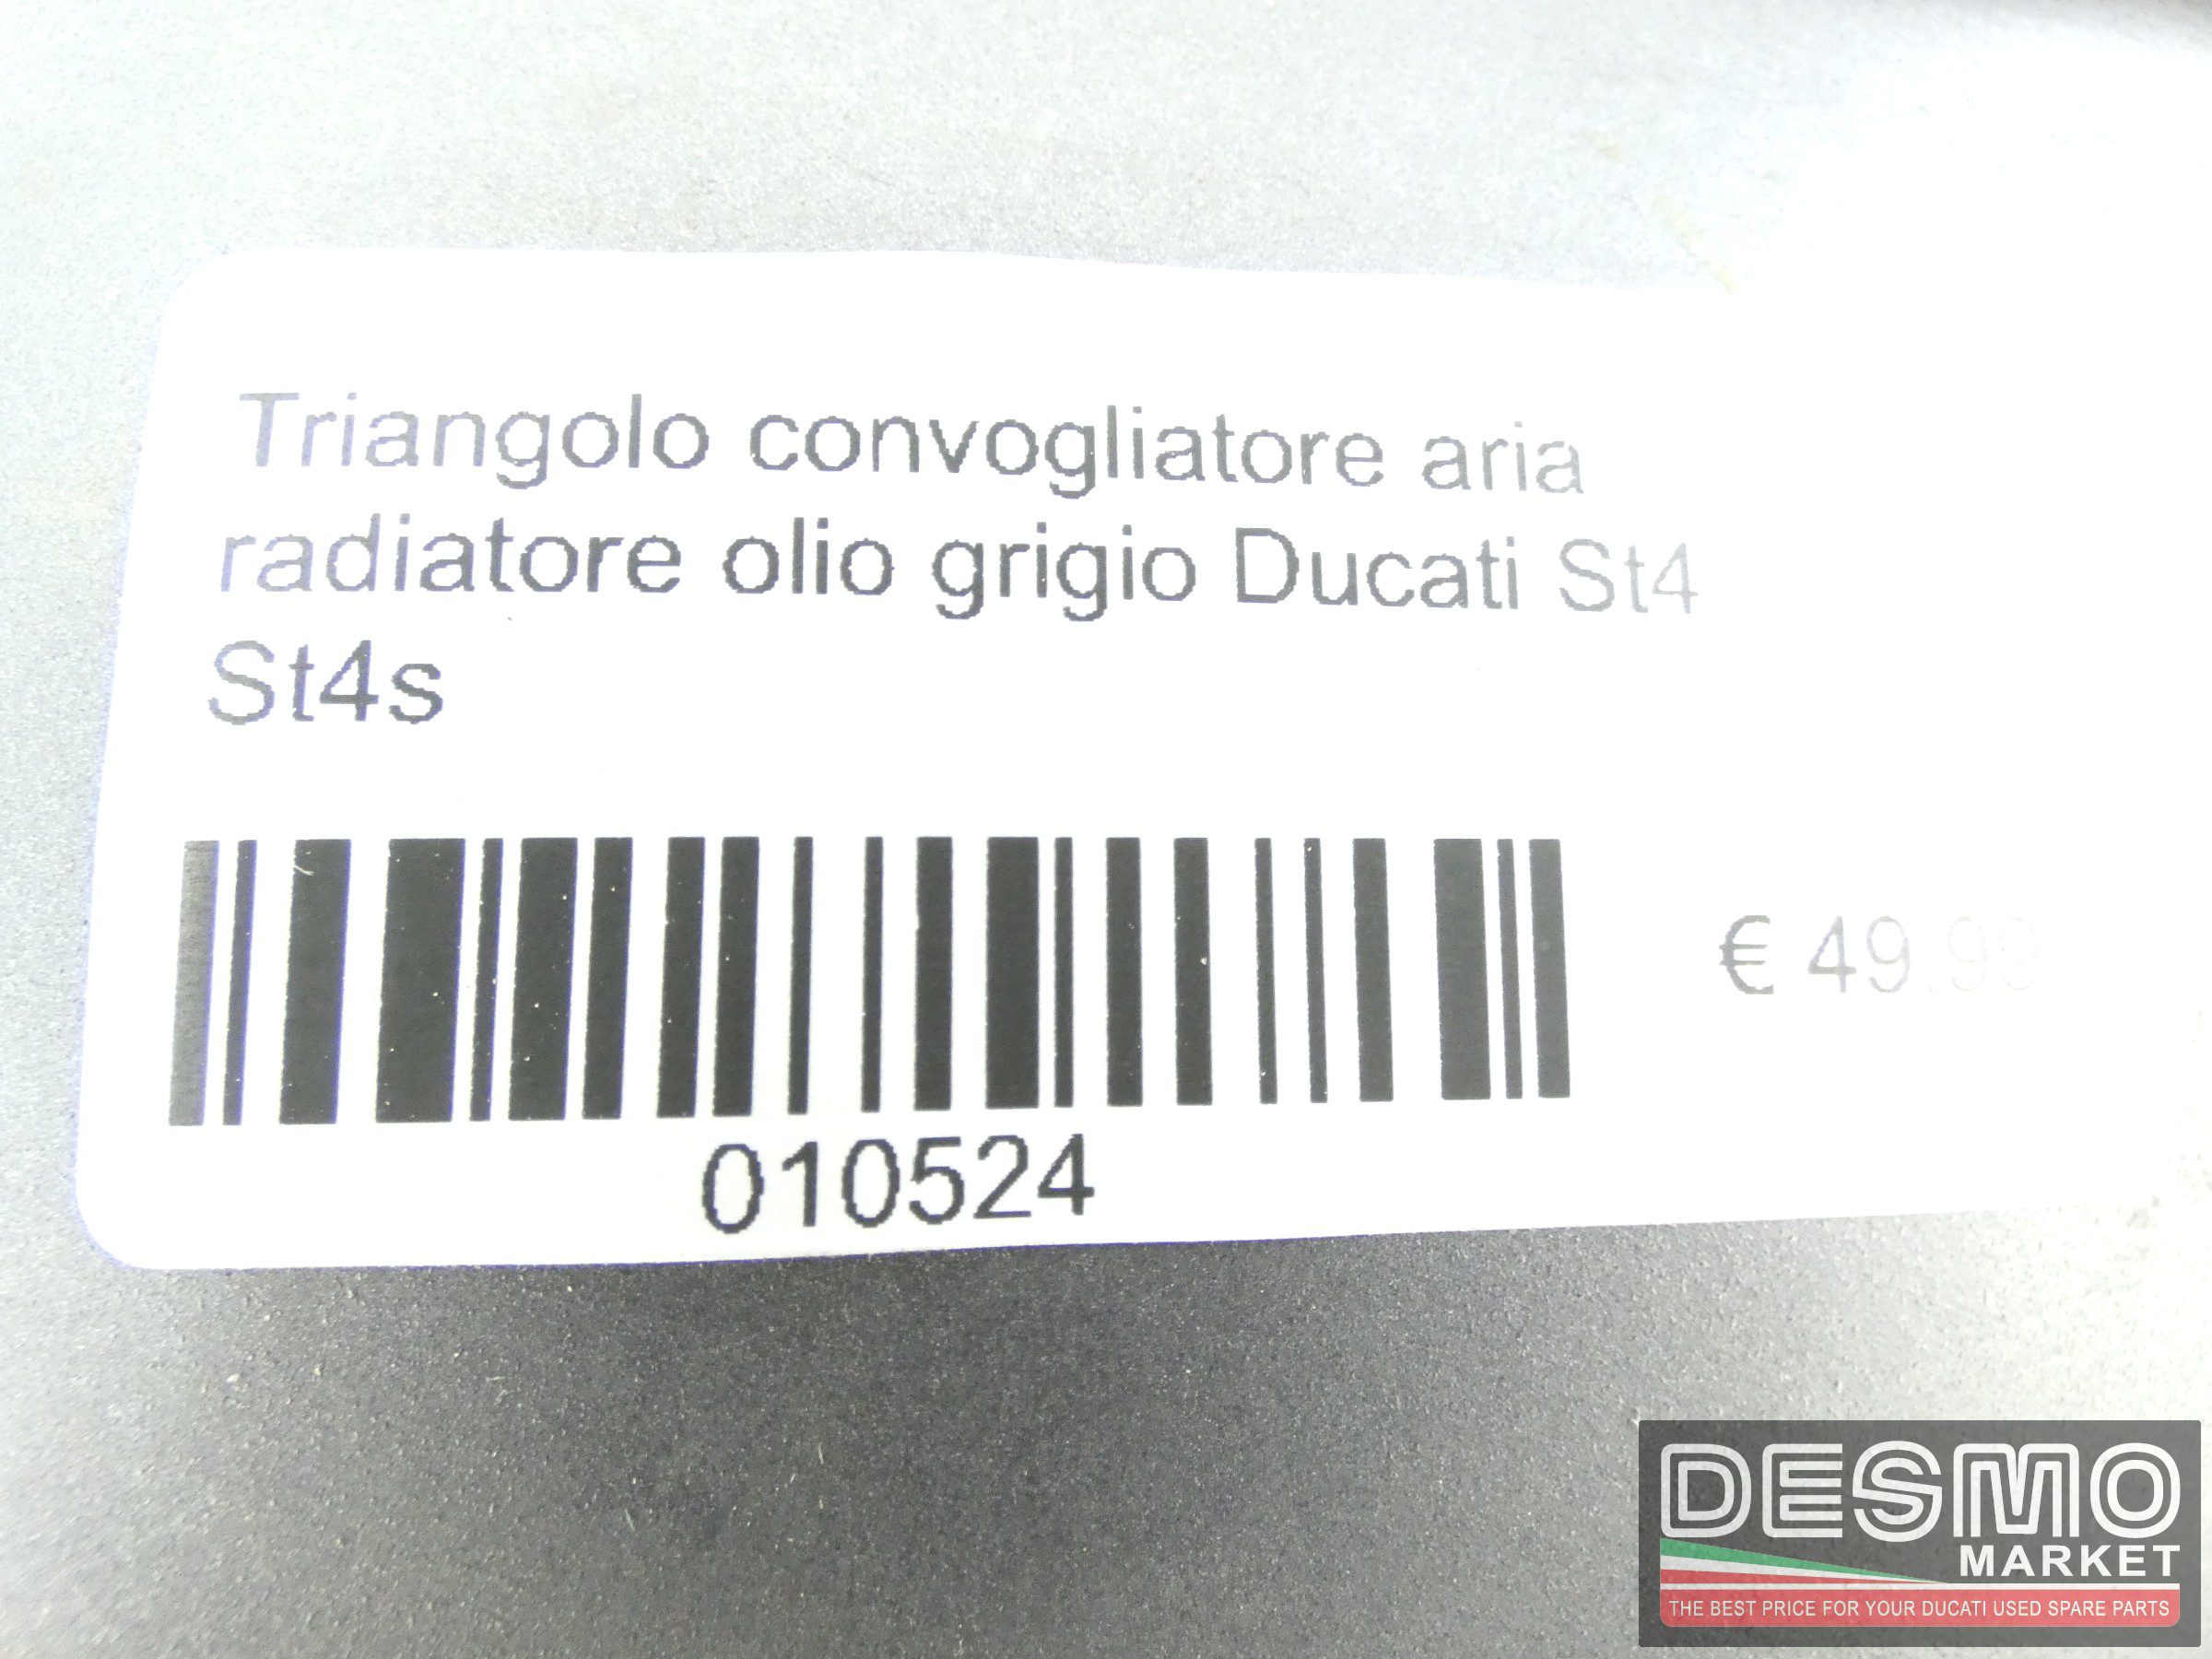 Triangolo convogliatore aria
radiatore olio grigio Ducati St4
St4s
€ 49.99
010524
DESMO
MARKET
THE BEST PRICE FOR YOUR DUCATI USED SPARE PARTS